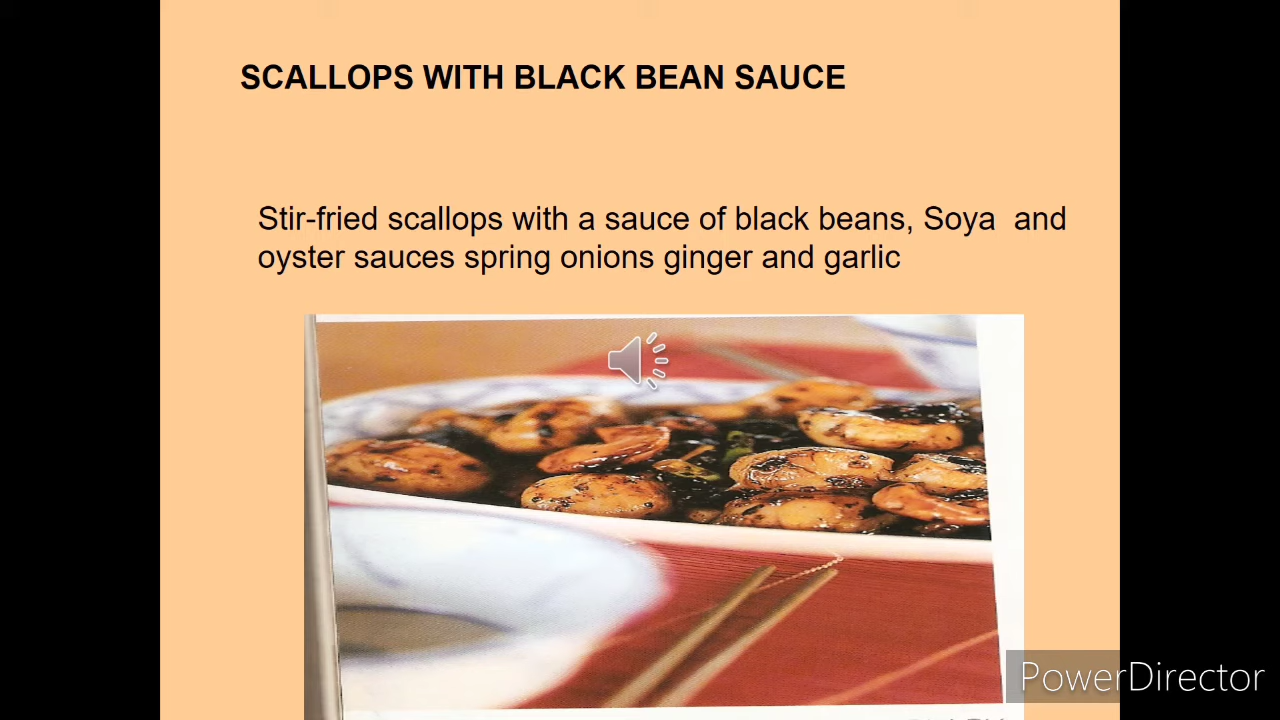 SCALLOPS WITH BLACK BEAN SAUCE
Stir-fried scallops with a sauce of black beans, Soya  and
oyster sauces spring onions ginger and garlic
PowerDirector